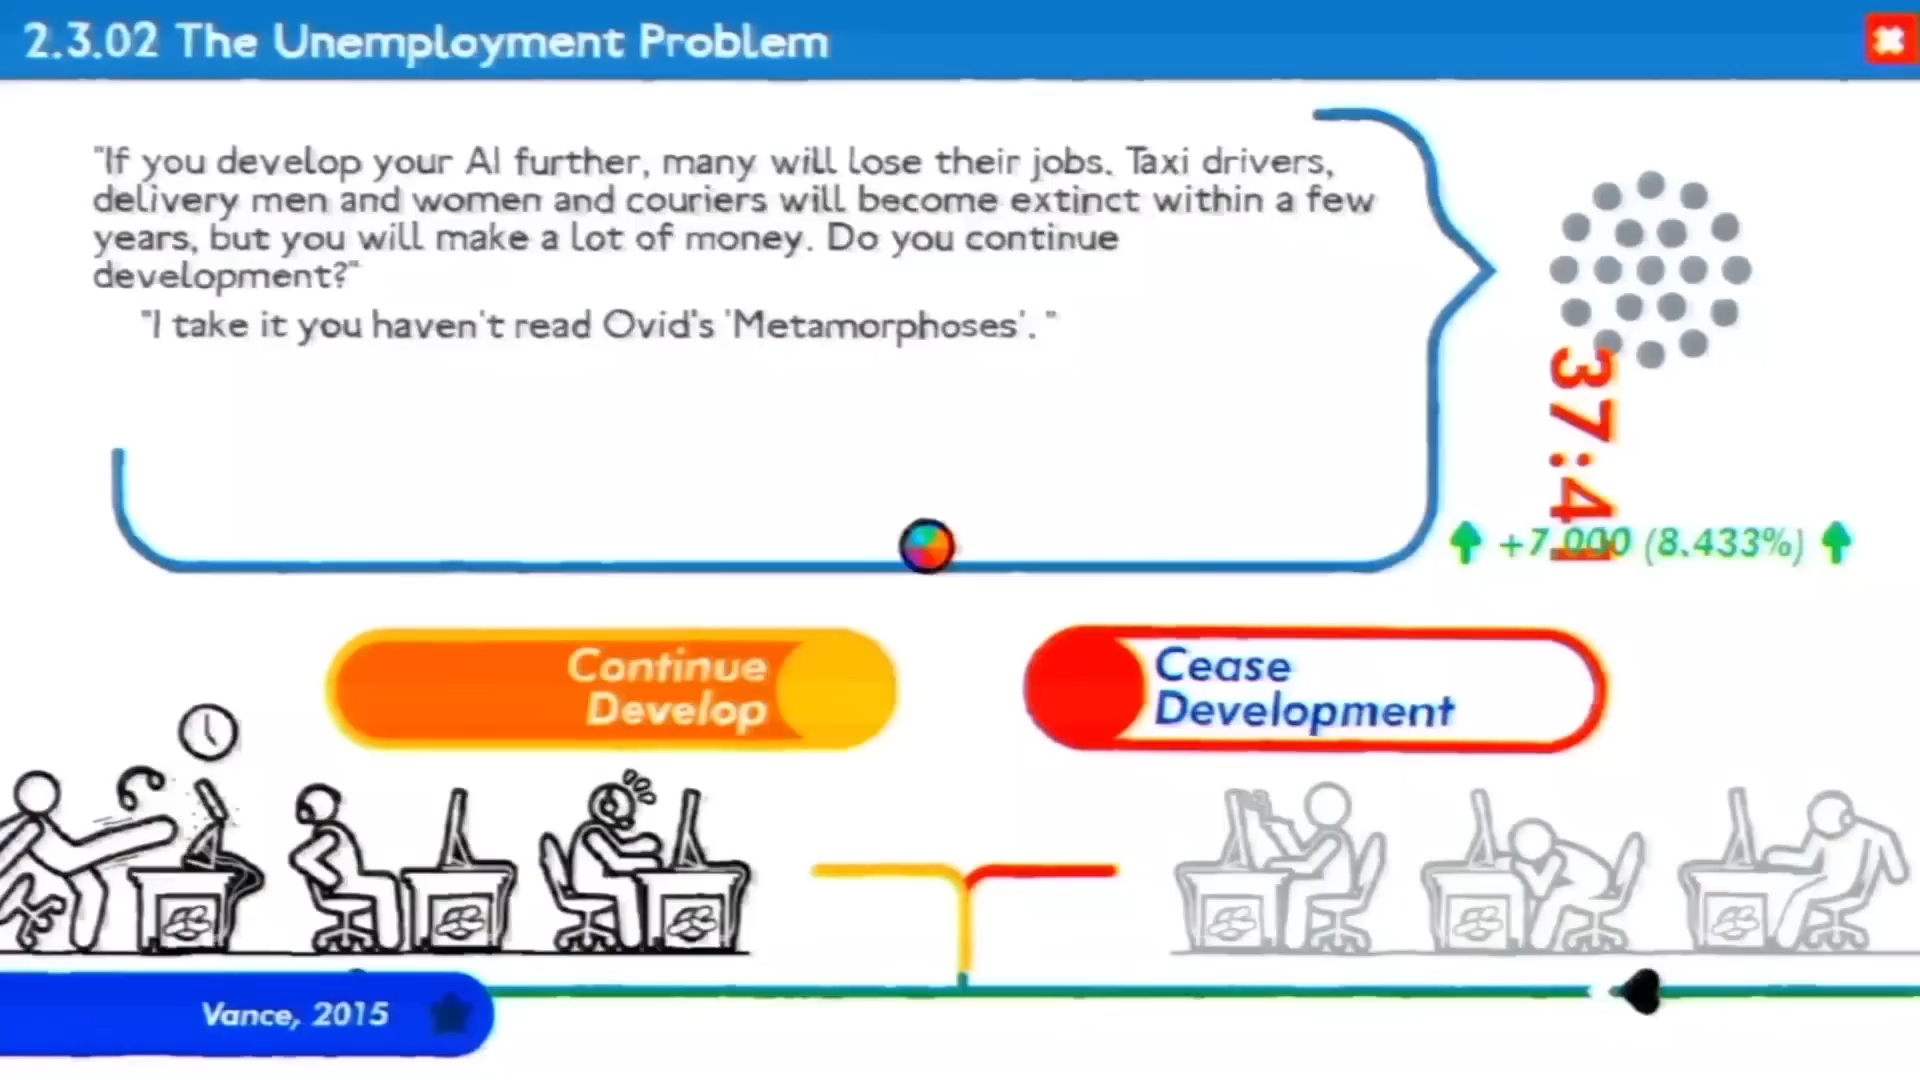 2.3.02 The Unemployment Problem
"If you develop your AI further, many will lose their jobs. Taxi drivers,
delivery men and women and couriers will become extinct within a few
years, but you will make a lot of money. Do you continue
development?"
"I take it you haven't read Ovid's 'Metamorphoses'. "
+7,000 (8.433%)
Continue
Develop
Cease
Development
Vance, 2015